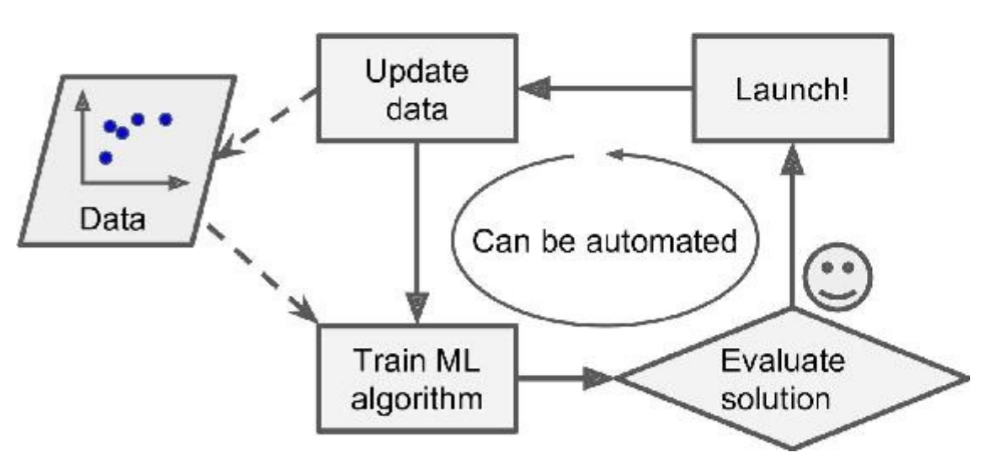 Update
data
Launch!
Data
Can be automated
Train ML
algorithm
Evaluate
solution